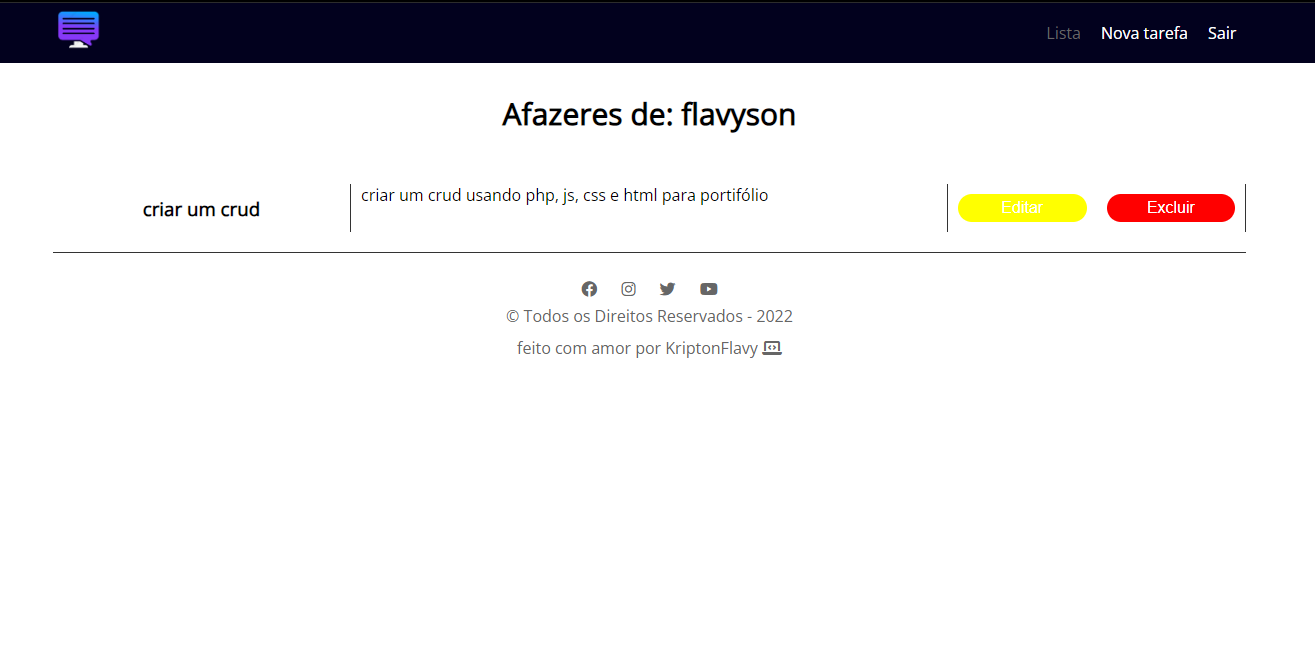 Lista Nova tarefa Sair
Afazeres de: flavyson
criar um crud
criar um crud usando php, js, css e html para portifólio
Editar Excluir
© Todos os Direitos Reservados - 2022
feito com amor por KriptonFlavy